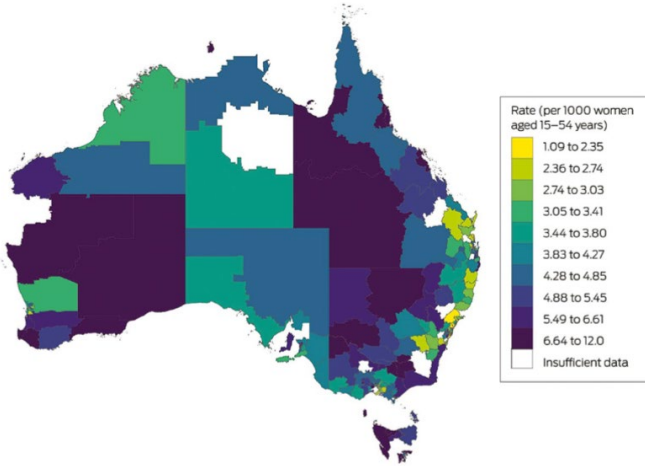 Rate (per 1000 women
aged 15–54 years)
1.09 to 2.35
2.36 to 2.74
2.74 to 3.03
3.05 to 3.41
3.44 to 3.80
3.83 to 4.27
4.28 to 4.85
4.88 to 5.45
5.49 to 6.61
6.64 to 12.0
Insufficient data